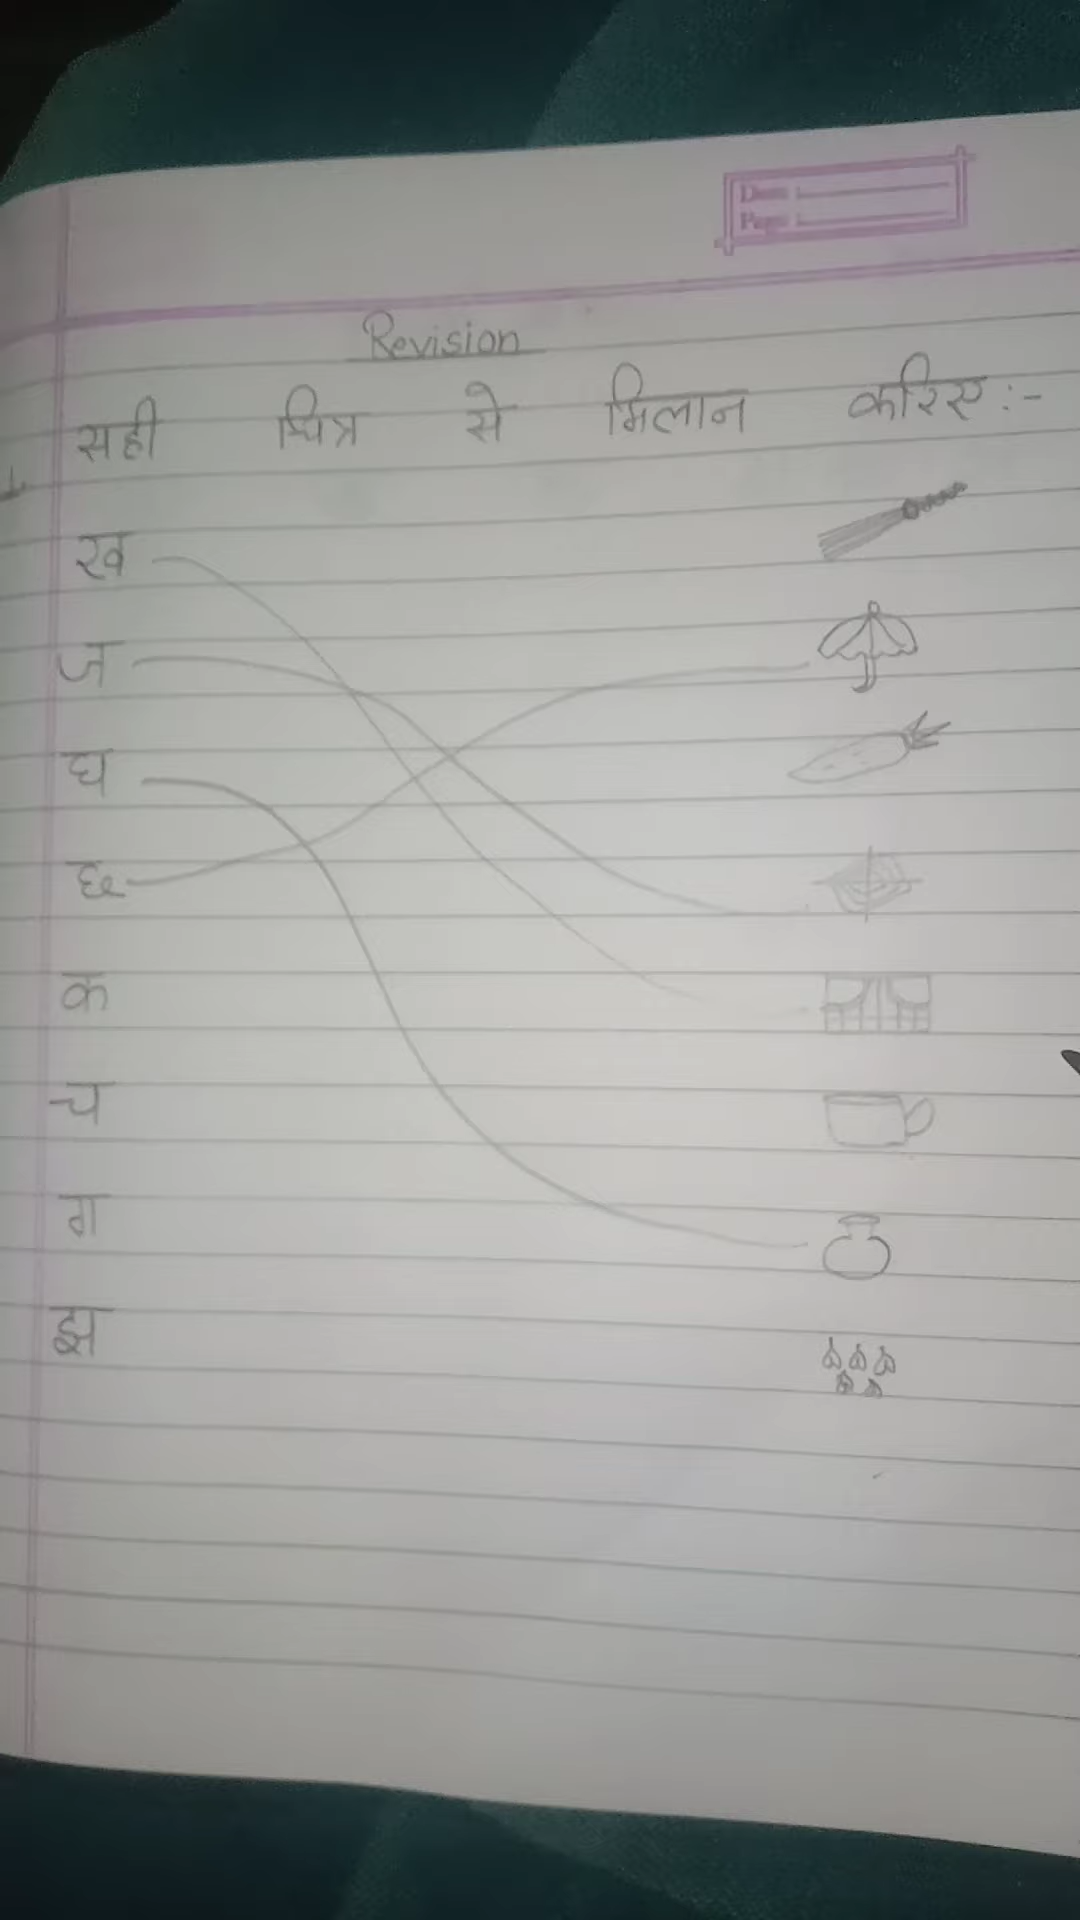 Date :
Page :
Revision
सही चित्र से मिलान करिए :-
ख
ज
घ
छ
क
च
ग
झ